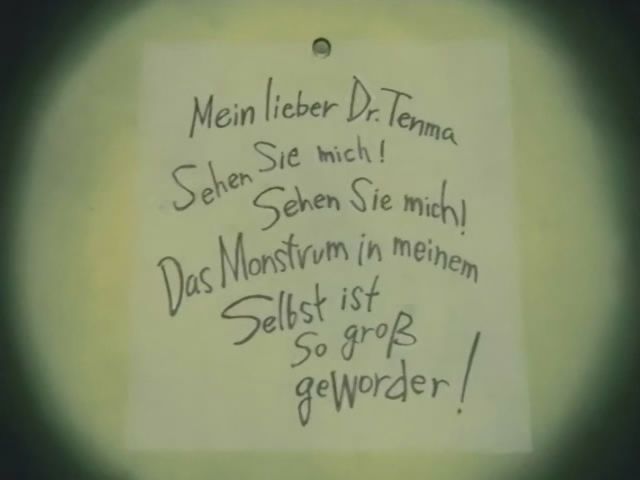 Mein lieber Dr. Tenma
Sehen Sie mich!
Sehen Sie mich!
Das Monstrum in meinem
Selbst ist
So groß
geworder!